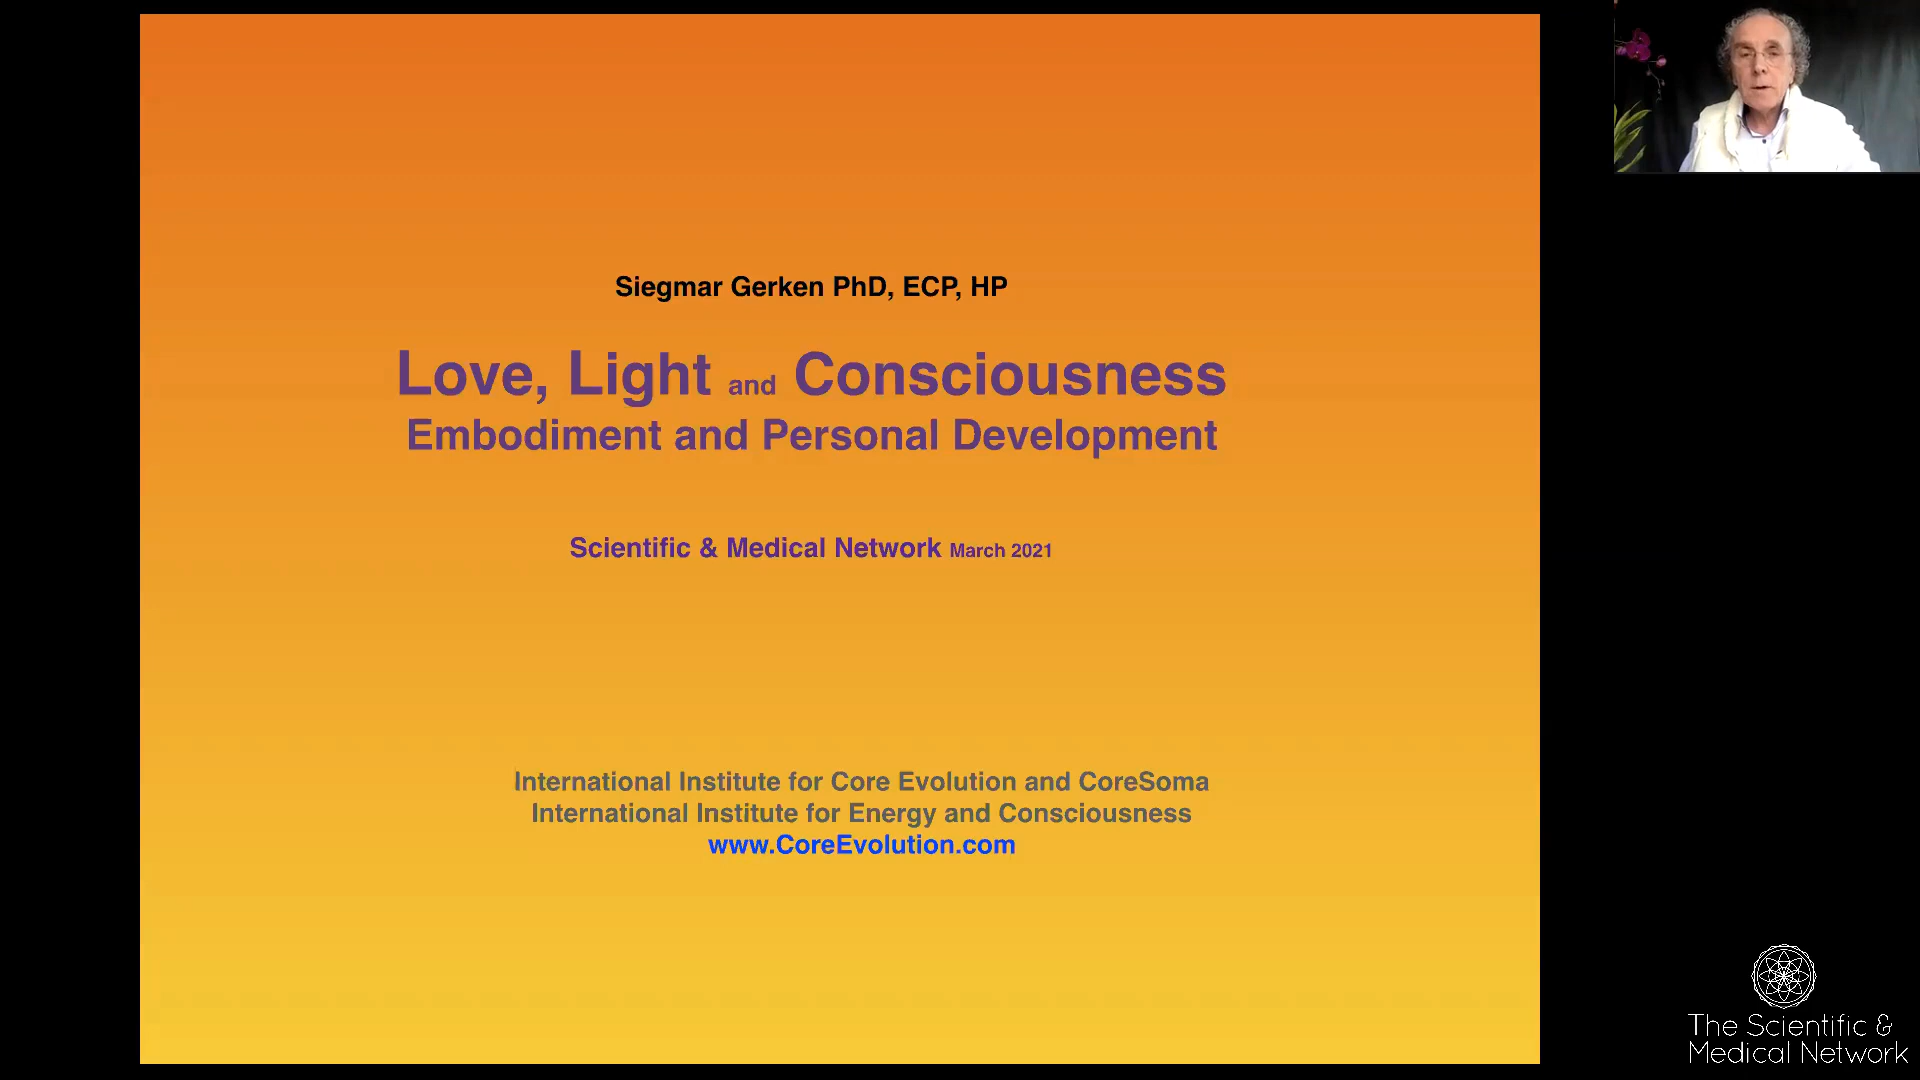 Siegmar Gerken PhD, ECP, HP
Love, Light and Consciousness
Embodiment and Personal Development
Scientific & Medical Network March 2021
International Institute for Core Evolution and CoreSoma
International Institute for Energy and Consciousness
www.CoreEvolution.com
The Scientific &
Medical Network